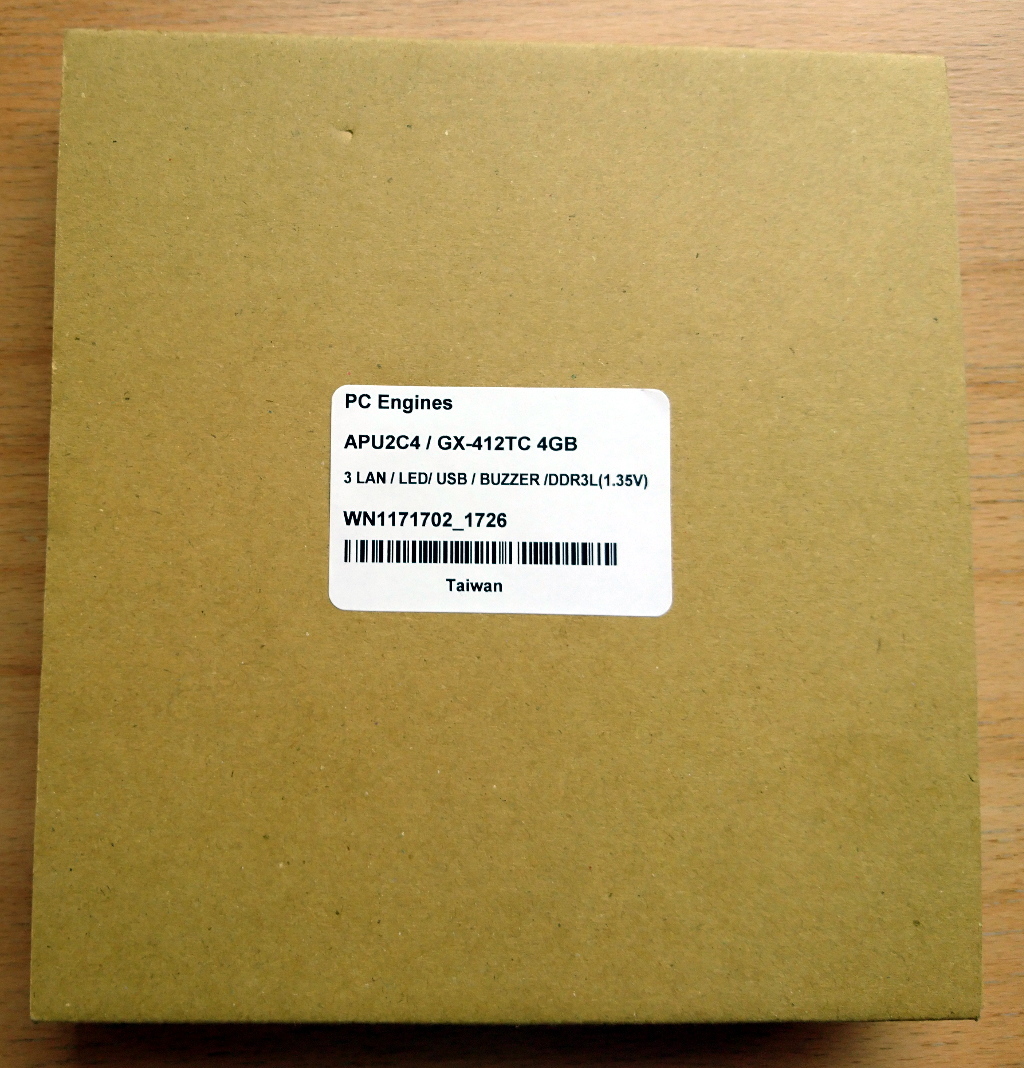 PC Engines
APU2C4 / GX-412TC 4GB
3 LAN / LED/ USB / BUZZER /DDR3L(1.35V)
WN1171702_1726
Taiwan